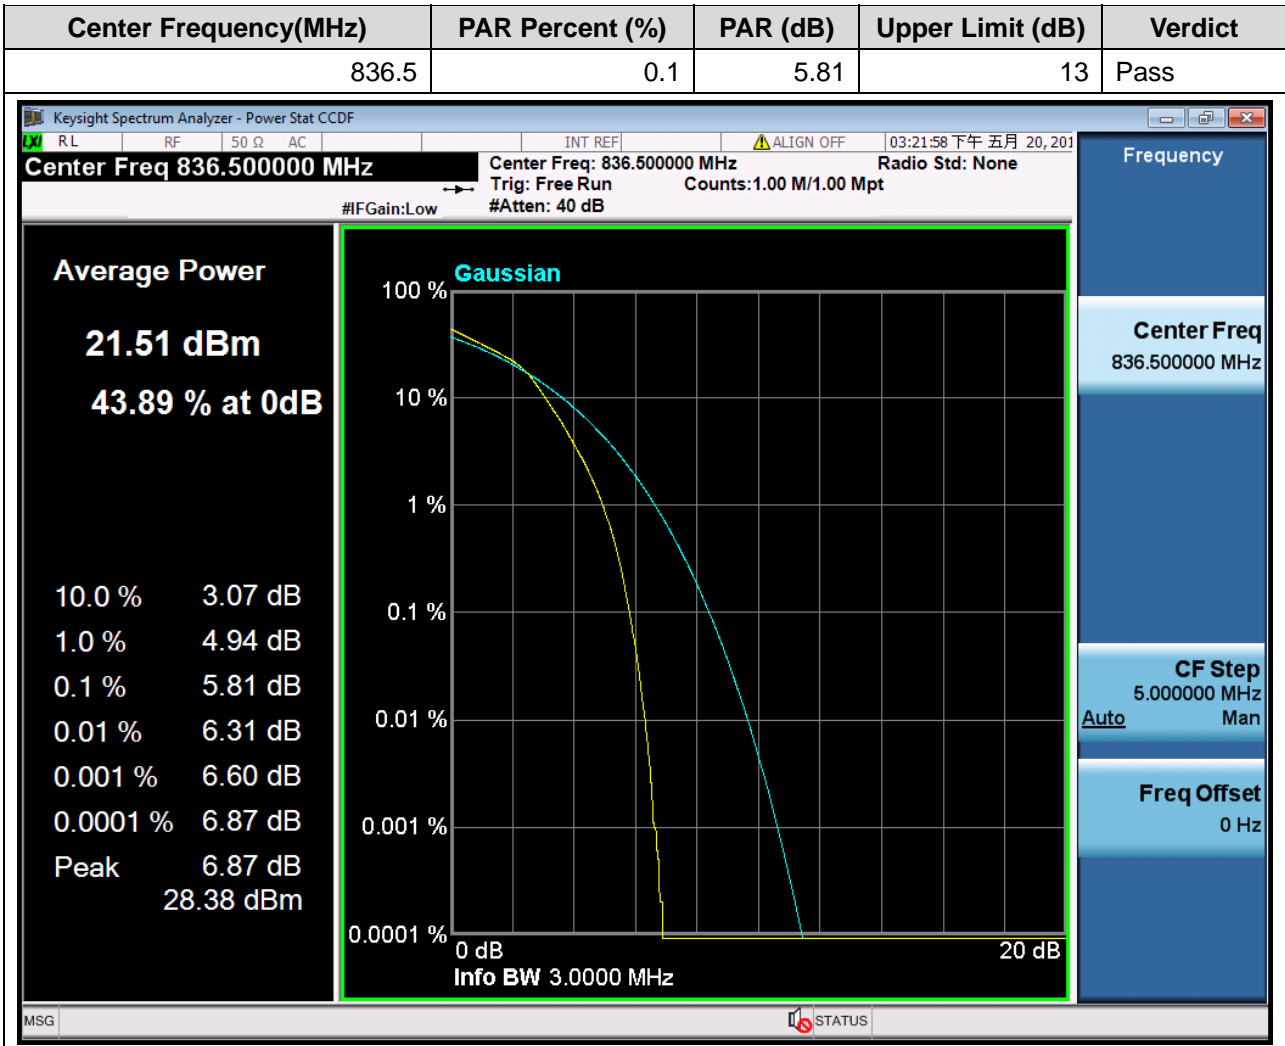 Center Frequency(MHz) PAR Percent (%) PAR (dB) Upper Limit (dB) Verdict
836.5 0.1 5.81 13 Pass
Keysight Spectrum Analyzer - Power Stat CCDF
LXI RL RF 50 Ω AC INT REF ALIGN OFF 03:21:58 下午 五月 20, 201
Center Freq 836.500000 MHz
Center Freq: 836.500000 MHz Radio Std: None
Trig: Free Run Counts:1.00 M/1.00 Mpt
#IFGain:Low #Atten: 40 dB
Frequency
Average Power
21.51 dBm
43.89 % at 0dB
10.0 % 3.07 dB
1.0 % 4.94 dB
0.1 % 5.81 dB
0.01 % 6.31 dB
0.001 % 6.60 dB
0.0001 % 6.87 dB
Peak 6.87 dB
28.38 dBm
Gaussian
100 %
10 %
1 %
0.1 %
0.01 %
0.001 %
0.0001 %
0 dB 20 dB
Info BW 3.0000 MHz
Center Freq
836.500000 MHz
CF Step
5.000000 MHz
Auto Man
Freq Offset
0 Hz
MSG STATUS